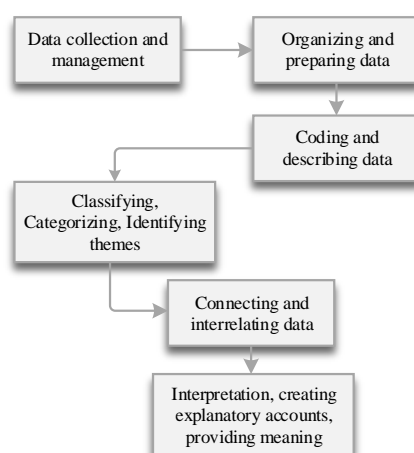 Data collection and
management
Organizing and
preparing data
Coding and
describing data
Classifying,
Categorizing, Identifying
themes
Connecting and
interrelating data
Interpretation, creating
explanatory accounts,
providing meaning